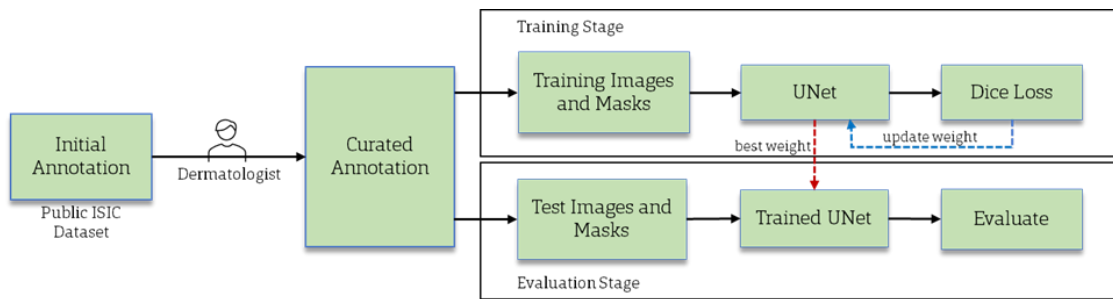 Training Stage
Training Images
and Masks
UNet
Dice Loss
update weight
best weight
Initial
Annotation
Dermatologist
Curated
Annotation
Public ISIC
Dataset
Test Images and
Masks
Trained UNet
Evaluate
Evaluation Stage